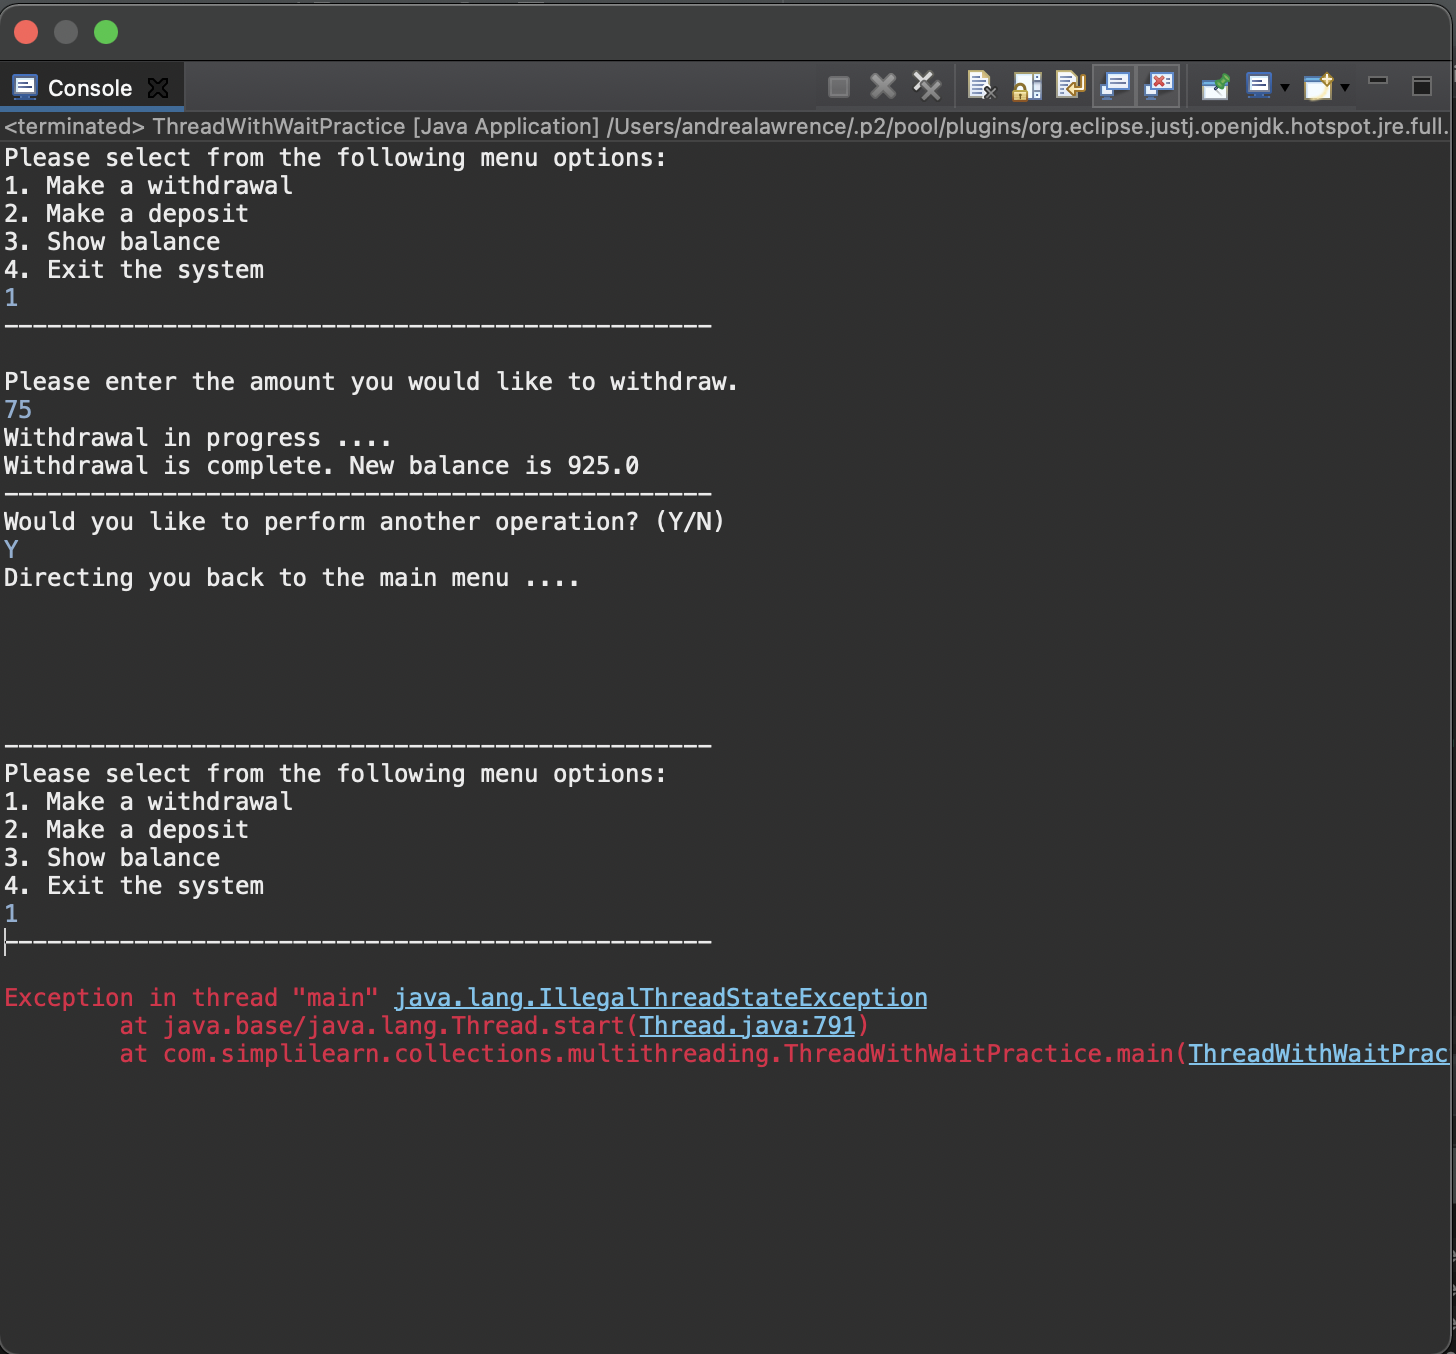 Console
<terminated> ThreadWithWaitPractice [Java Application] /Users/andrealawrence/.p2/pool/plugins/org.eclipse.justj.openjdk.hotspot.jre.full.
Please select from the following menu options:
1. Make a withdrawal
2. Make a deposit
3. Show balance
4. Exit the system
1
-------------------------------------------------
Please enter the amount you would like to withdraw.
75
Withdrawal in progress ....
Withdrawal is complete. New balance is 925.0
-------------------------------------------------
Would you like to perform another operation? (Y/N)
Y
Directing you back to the main menu ....
-------------------------------------------------
Please select from the following menu options:
1. Make a withdrawal
2. Make a deposit
3. Show balance
4. Exit the system
1
-------------------------------------------------
Exception in thread "main" java.lang.IllegalThreadStateException
at java.base/java.lang.Thread.start(Thread.java:791)
at com.simplilearn.collections.multithreading.ThreadWithWaitPractice.main(ThreadWithWaitPrac